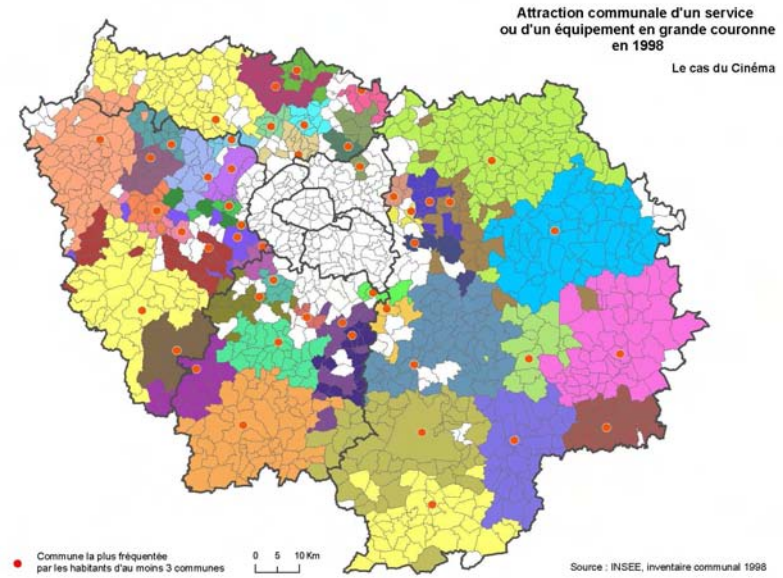 Attraction communale d'un service
ou d'un équipement en grande couronne
en 1998
Le cas du Cinéma
Commune la plus fréquentée
par les habitants d'au moins 3 communes
0 5 10 Km
Source : INSEE, inventaire communal 1998